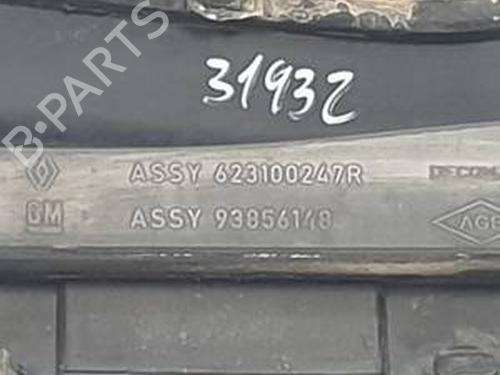 B-PARTS
31932
ASSY 623100247R
GM ASSY 93856148